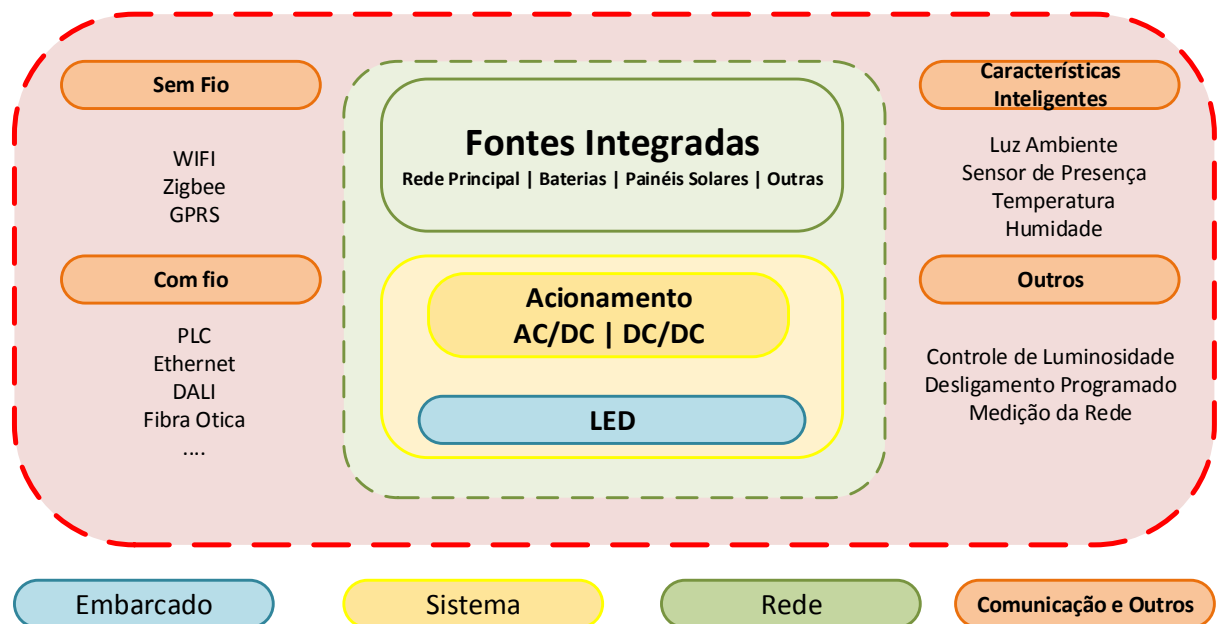 Sem Fio
WIFI
Zigbee
GPRS
Com fio
PLC
Ethernet
DALI
Fibra Otica
....
Fontes Integradas
Rede Principal | Baterias | Painéis Solares | Outras
Acionamento
AC/DC | DC/DC
LED
Características
Inteligentes
Luz Ambiente
Sensor de Presença
Temperatura
Humidade
Outros
Controle de Luminosidade
Desligamento Programado
Medição da Rede
Embarcado
Sistema
Rede
Comunicação e Outros